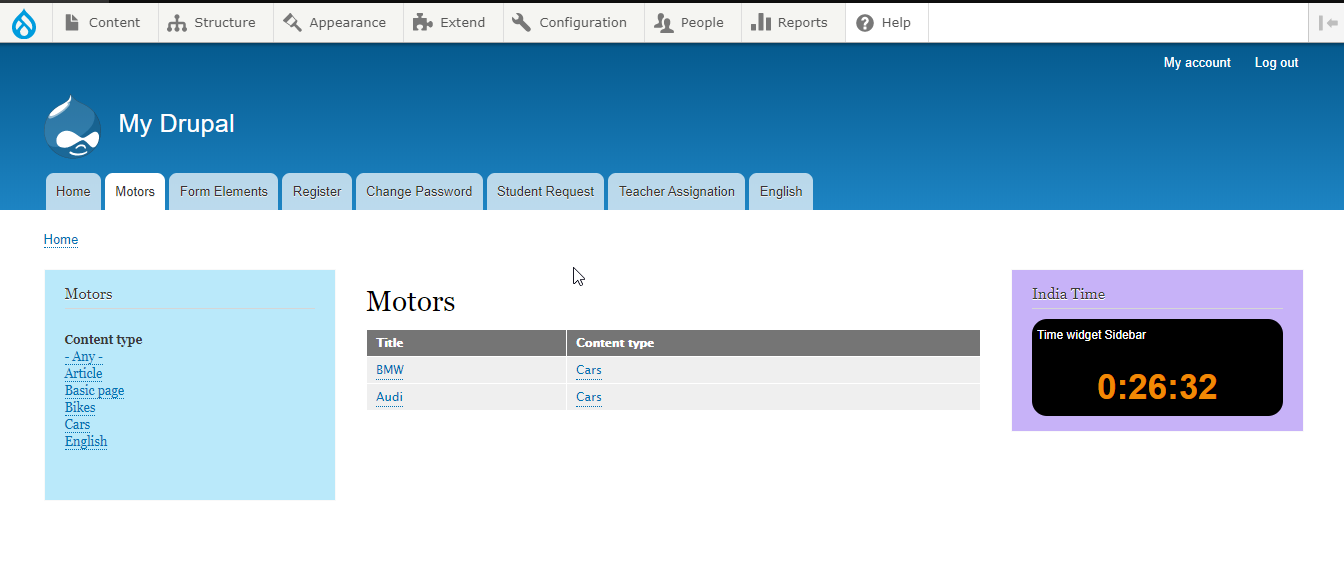 Content Structure Appearance Extend Configuration People Reports Help
My account Log out
My Drupal
Home Motors Form Elements Register Change Password Student Request Teacher Assignation English
Home
Motors
Content type
- Any -
Article
Basic page
Bikes
Cars
English
Motors
Title Content type
BMW Cars
Audi Cars
India Time
Time widget Sidebar
0:26:32